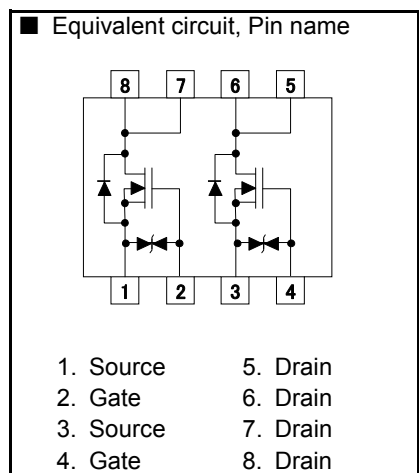 ■ Equivalent circuit, Pin name
8 7 6 5
1 2 3 4
1. Source 5. Drain
2. Gate 6. Drain
3. Source 7. Drain
4. Gate 8. Drain